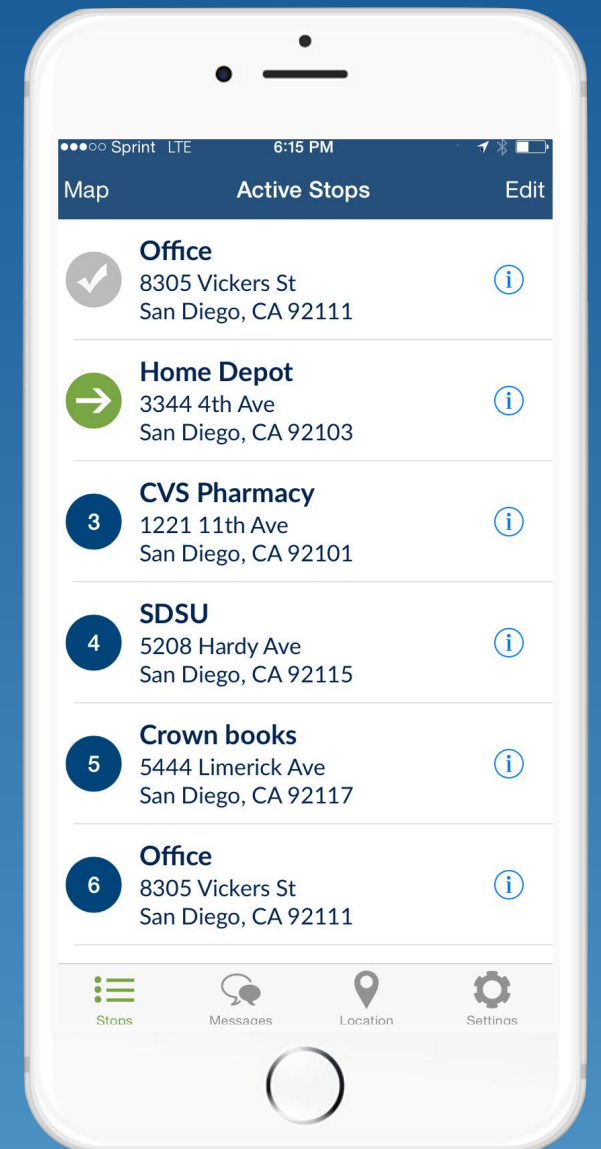 Sprint LTE 6:15 PM
Map Active Stops Edit
Office
8305 Vickers St
San Diego, CA 92111
Home Depot
3344 4th Ave
San Diego, CA 92103
3
CVS Pharmacy
1221 11th Ave
San Diego, CA 92101
4
SDSU
5208 Hardy Ave
San Diego, CA 92115
5
Crown books
5444 Limerick Ave
San Diego, CA 92117
6
Office
8305 Vickers St
San Diego, CA 92111
Stops Messages Location Settings